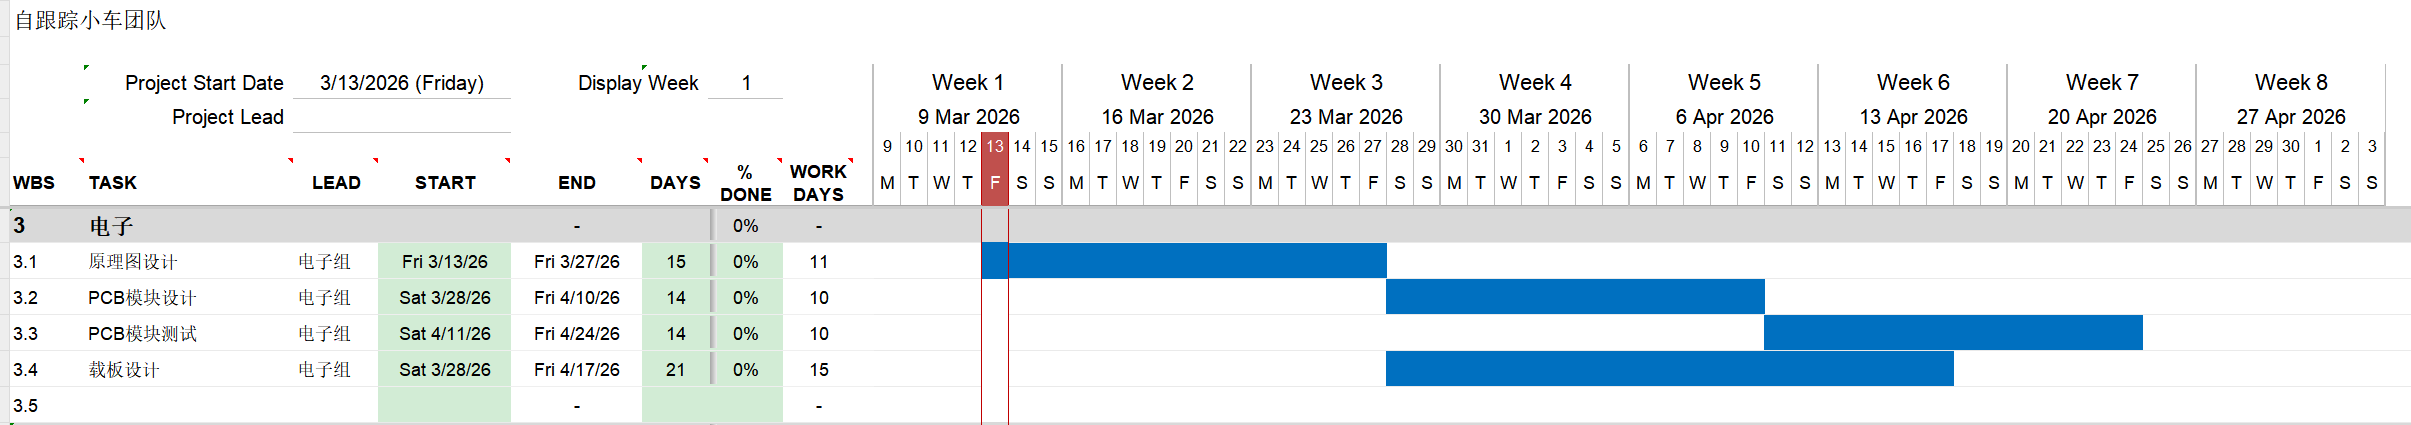 自跟踪小车团队
Project Start Date 3/13/2026 (Friday) Display Week 1 Week 1 Week 2 Week 3 Week 4 Week 5 Week 6 Week 7 Week 8
Project Lead 9 Mar 2026 16 Mar 2026 23 Mar 2026 30 Mar 2026 6 Apr 2026 13 Apr 2026 20 Apr 2026 27 Apr 2026
9 10 11 12 13 14 15 16 17 18 19 20 21 22 23 24 25 26 27 28 29 30 31 1 2 3 4 5 6 7 8 9 10 11 12 13 14 15 16 17 18 19 20 21 22 23 24 25 26 27 28 29 30 1 2 3
WBS TASK LEAD START END DAYS % DONE WORK DAYS M T W T F S S M T W T F S S M T W T F S S M T W T F S S M T W T F S S M T W T F S S M T W T F S S M T W T F S S
3 电子 - 0% -
3.1 原理图设计 电子组 Fri 3/13/26 Fri 3/27/26 15 0% 11
3.2 PCB模块设计 电子组 Sat 3/28/26 Fri 4/10/26 14 0% 10
3.3 PCB模块测试 电子组 Sat 4/11/26 Fri 4/24/26 14 0% 10
3.4 载板设计 电子组 Sat 3/28/26 Fri 4/17/26 21 0% 15
3.5 - -